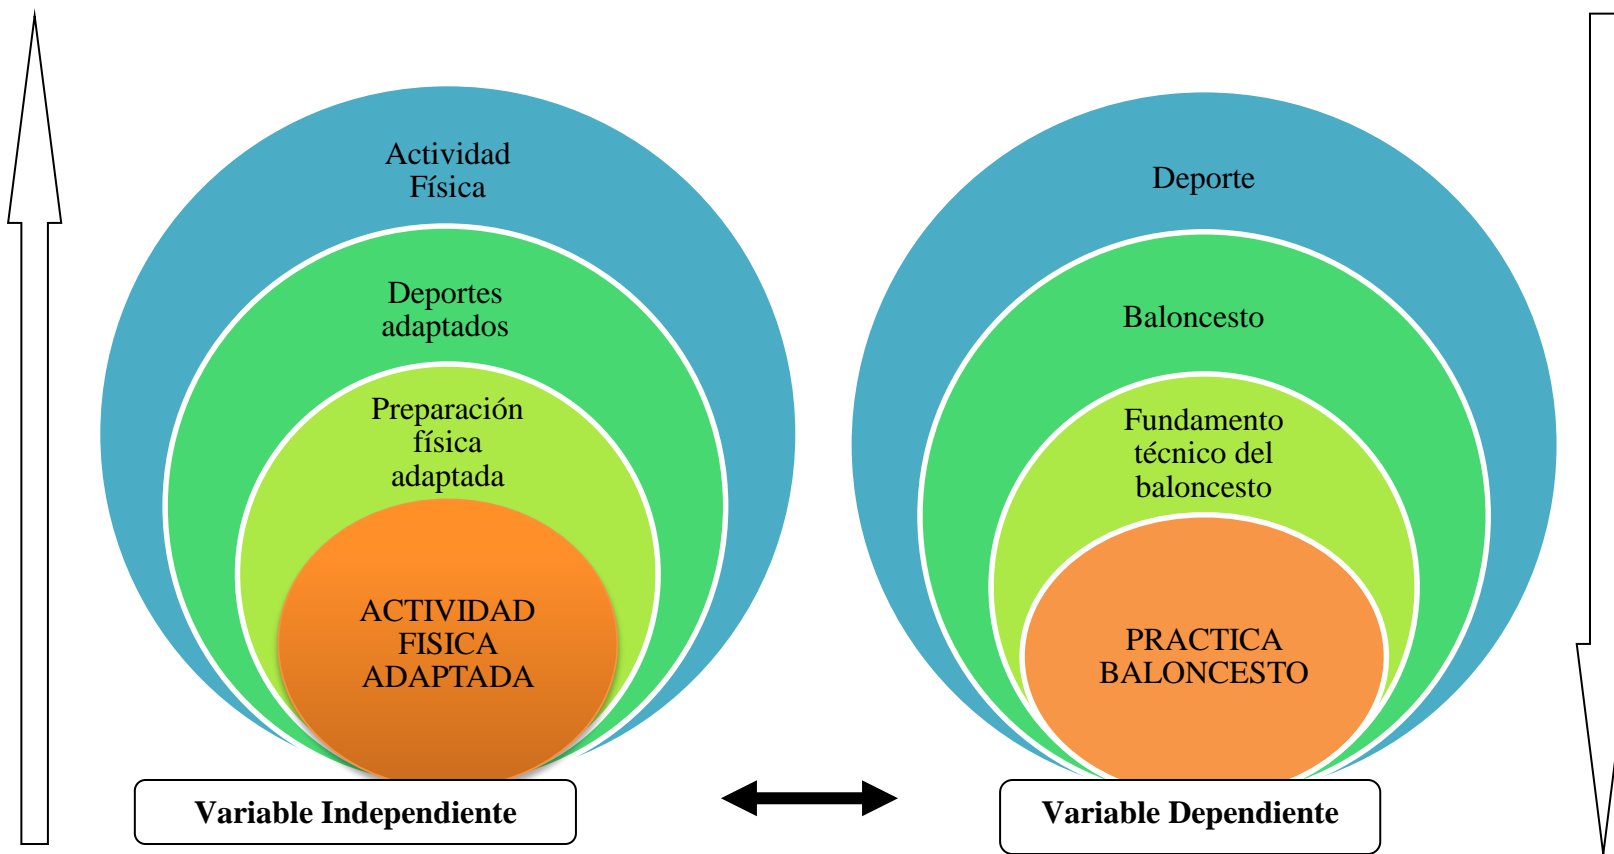 Actividad
Física
Deportes
adaptados
Preparación
física
adaptada
ACTIVIDAD
FISICA
ADAPTADA
Variable Independiente
Deporte
Baloncesto
Fundamento
técnico del
baloncesto
PRACTICA
BALONCESTO
Variable Dependiente